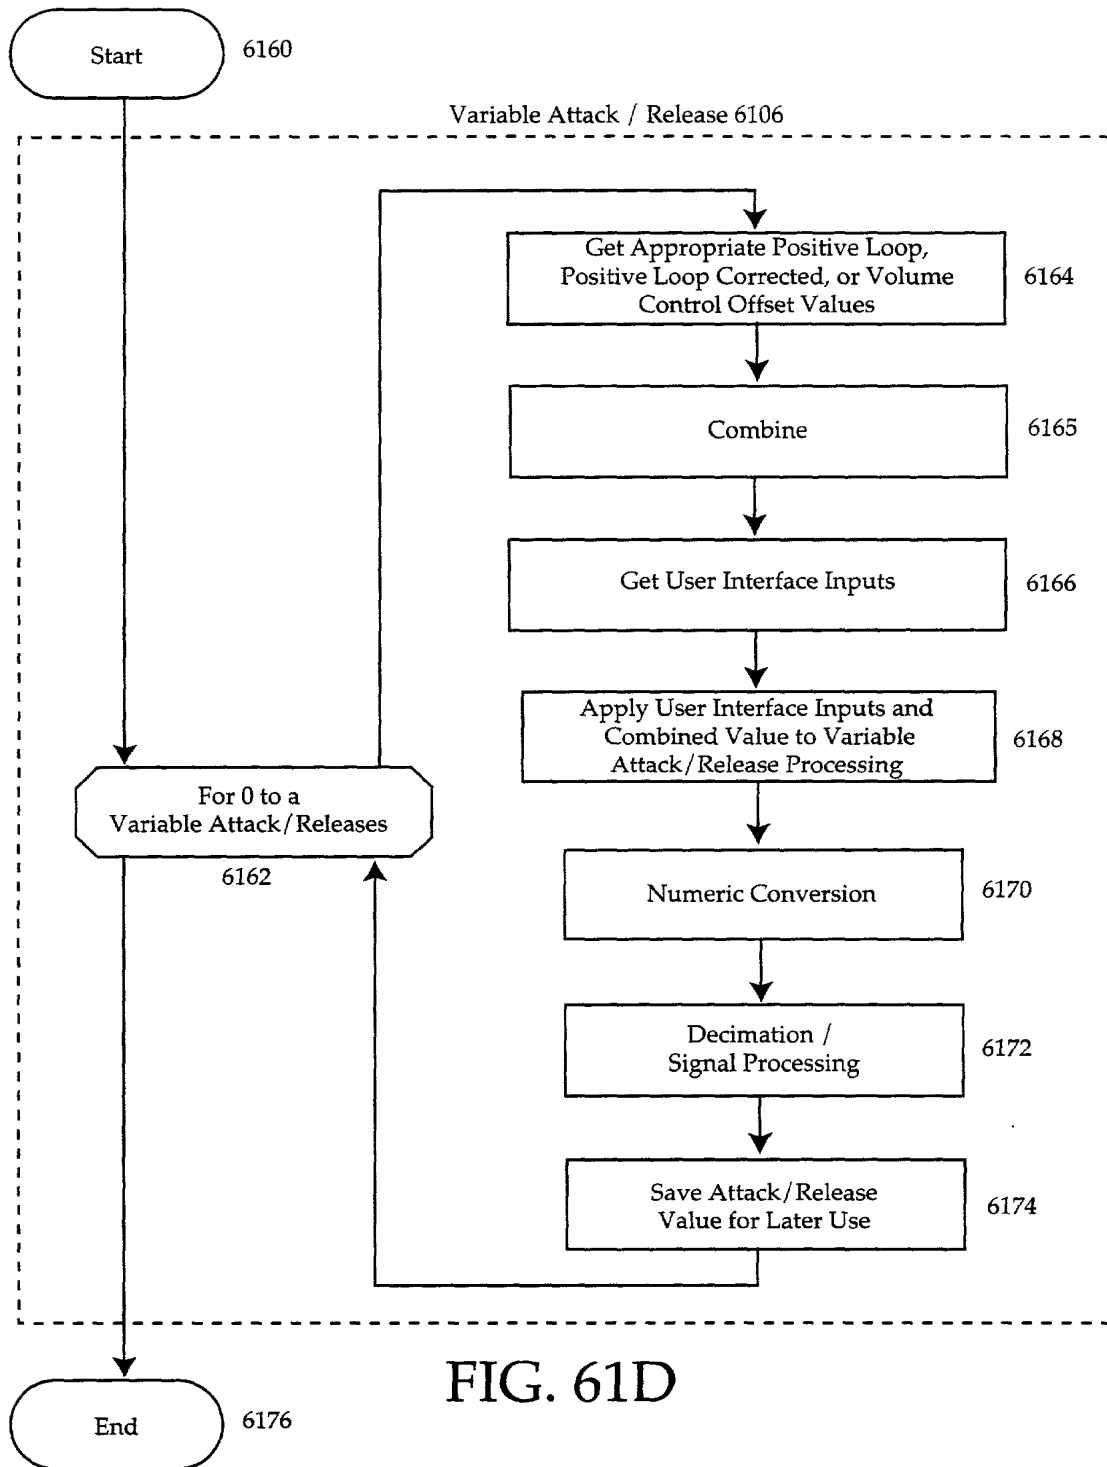 Start
6160
Variable Attack / Release 6106
Get Appropriate Positive Loop,
Positive Loop Corrected, or Volume
Control Offset Values
6164
Combine
6165
Get User Interface Inputs
6166
Apply User Interface Inputs and
Combined Value to Variable
Attack/Release Processing
6168
For 0 to a
Variable Attack/Releases
6162
Numeric Conversion
6170
Decimation /
Signal Processing
6172
Save Attack/Release
Value for Later Use
6174
FIG. 61D
End
6176